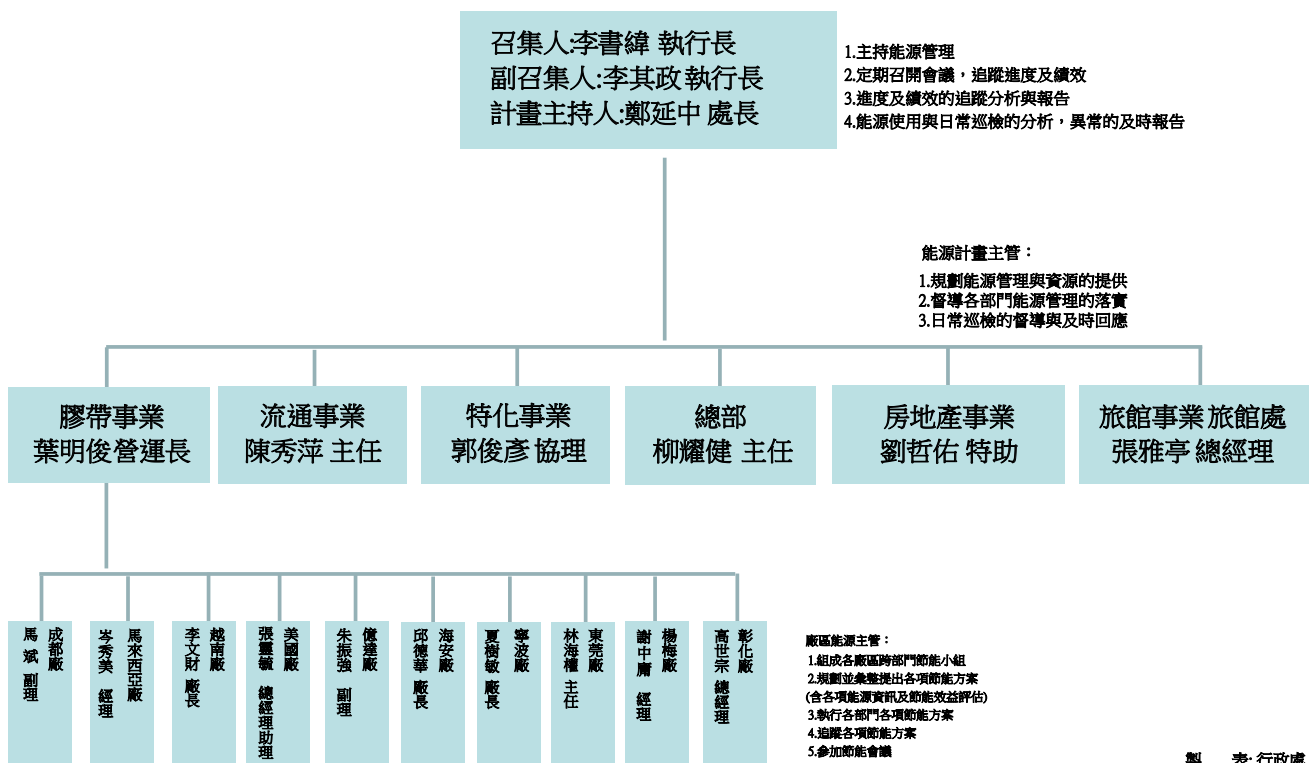 召集人:李書緯 執行長
副召集人:李其政 執行長
計畫主持人:鄭延中 處長
1.主持能源管理
2.定期召開會議，追蹤進度及績效
3.進度及績效的追蹤分析與報告
4.能源使用與日常巡檢的分析，異常的及時報告
能源計畫主管：
1.規劃能源管理與資源的提供
2.督導各部門能源管理的落實
3.日常巡檢的督導與及時回應
膠帶事業
葉明俊營運長
流通事業
陳秀萍 主任
特化事業
郭俊彥 協理
總部
柳耀健 主任
房地產事業
劉哲佑 特助
旅館事業 旅館處
張雅亭 總經理
成都廠
馬 斌 副理
馬來西亞廠
岑秀美 經理
越南廠
李文財 廠長
美國廠
張靈敏 總經理助理
億達廠
朱振強 副理
海安廠
邱德華 廠長
寧波廠
夏樹敏 廠長
東莞廠
林海權 主任
楊梅廠
謝中庸 經理
彰化廠
高世宗 總經理
廠區能源主管：
1.組成各廠區跨部門節能小組
2.規劃並彙整提出各項節能方案
(含各項能源資訊及節能效益評估)
3.執行各部門各項節能方案
4.追蹤各項節能方案
5.參加節能會議
製 表: 行政處